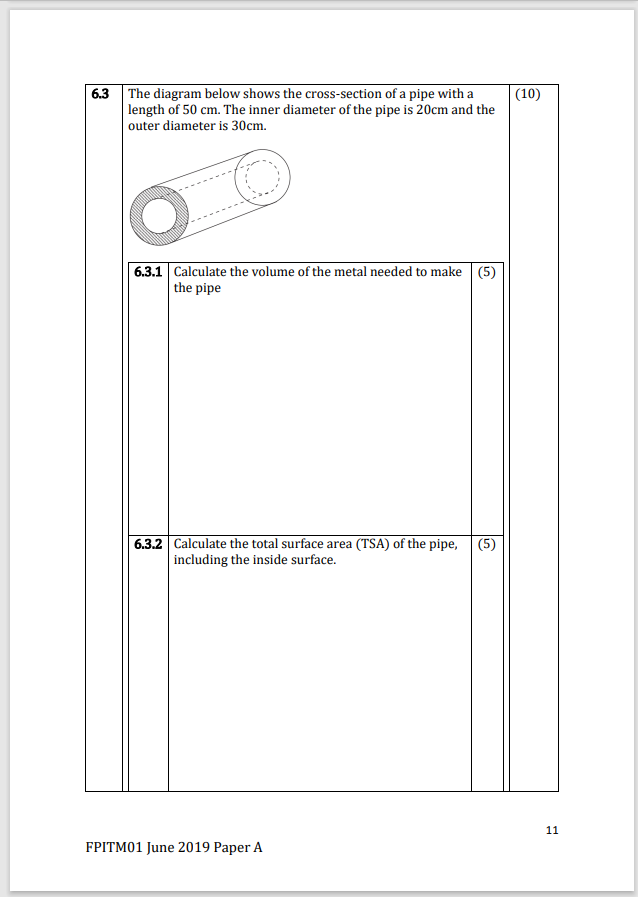 6.3 The diagram below shows the cross-section of a pipe with a (10)
length of 50 cm. The inner diameter of the pipe is 20cm and the
outer diameter is 30cm.
6.3.1 Calculate the volume of the metal needed to make (5)
the pipe
6.3.2 Calculate the total surface area (TSA) of the pipe, (5)
including the inside surface.
11
FPITM01 June 2019 Paper A